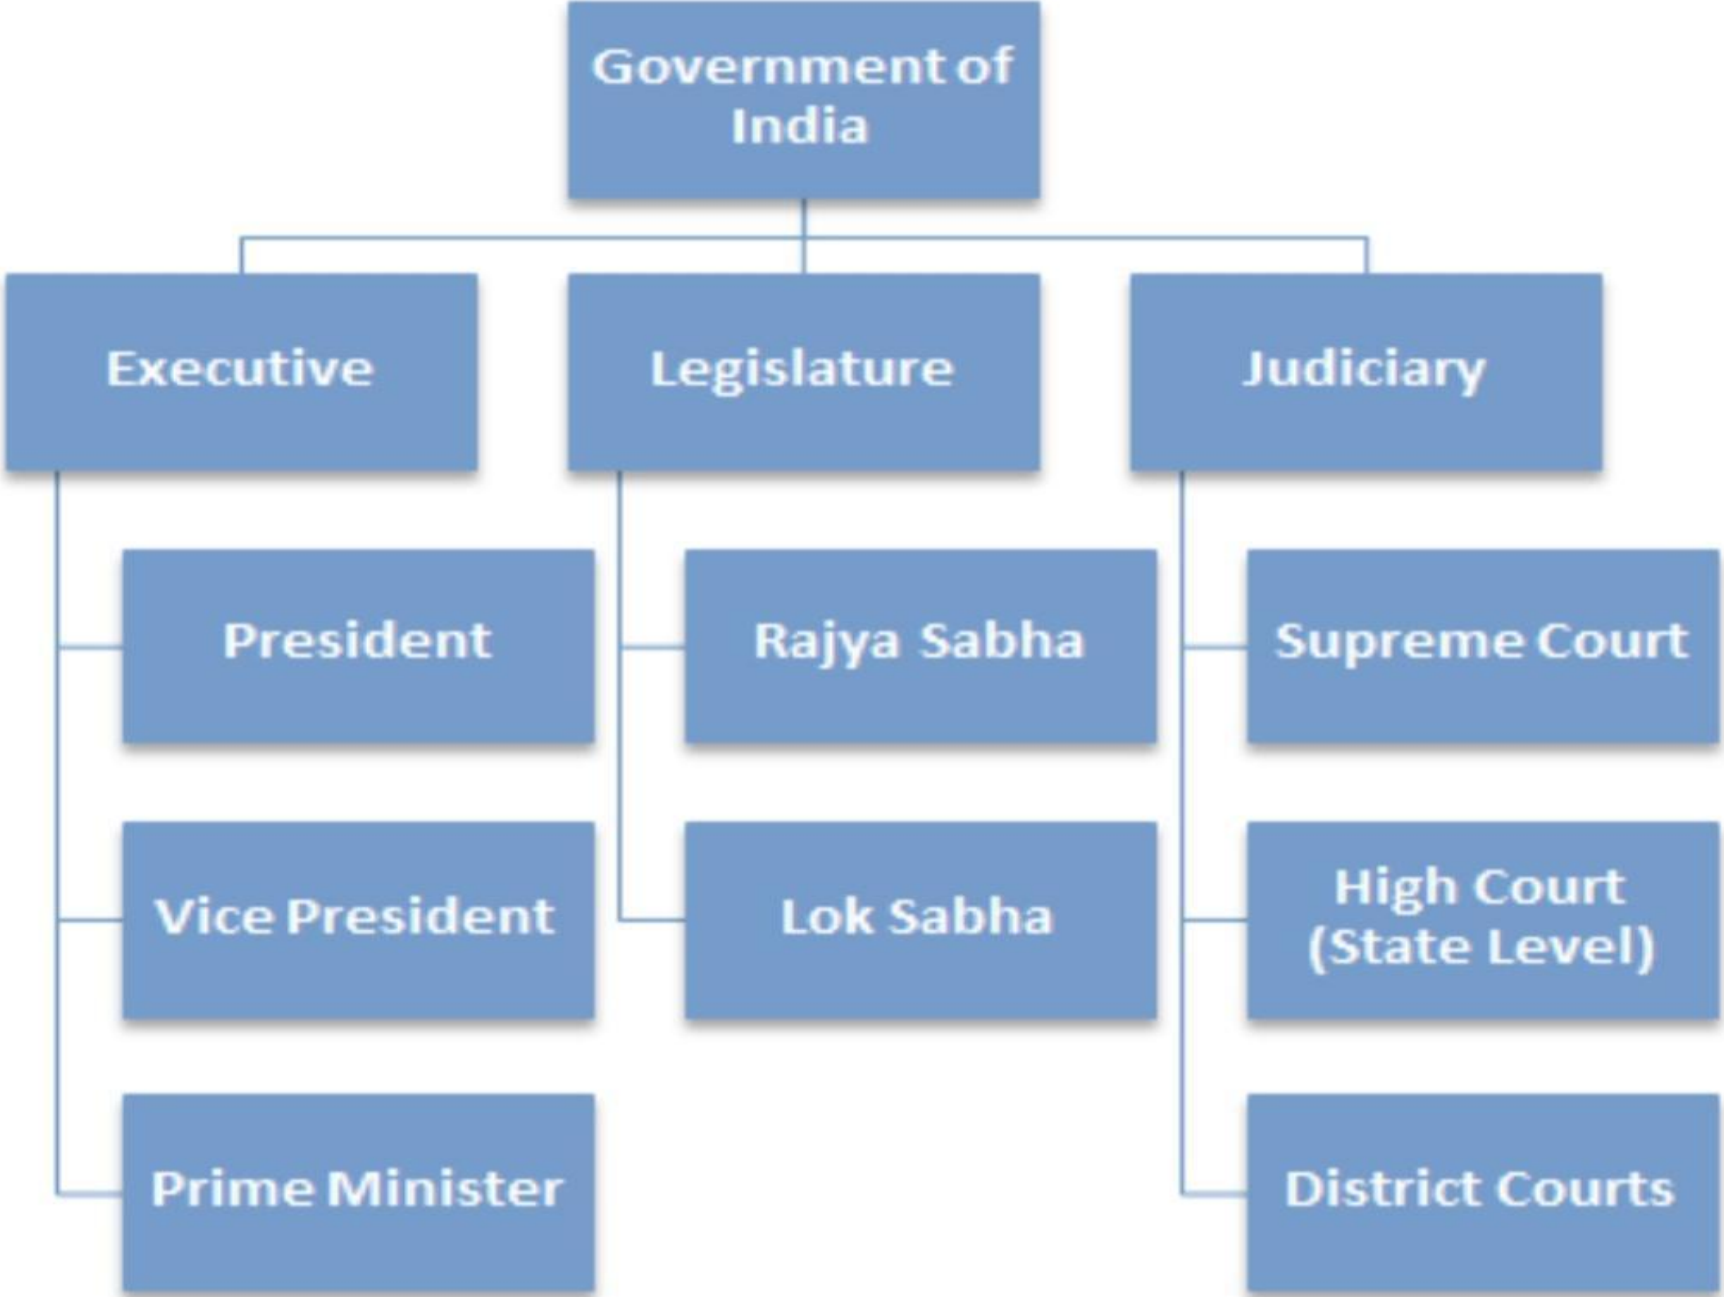 Government of
India
Executive
Legislature
Judiciary
President
Rajya Sabha
Supreme Court
Vice President
Lok Sabha
High Court
(State Level)
Prime Minister
District Courts